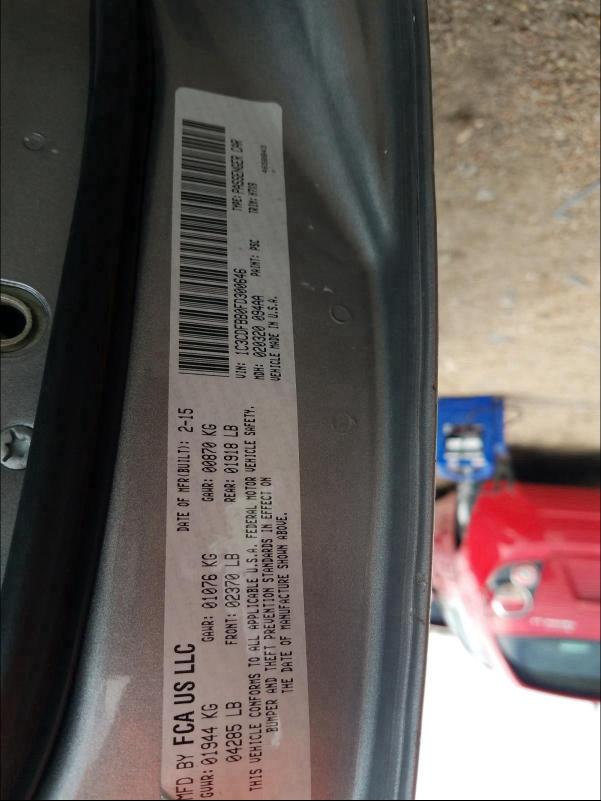 MFD BY FCA US LLC
DATE OF MFR(BUILT): 2-15
GVWR: 01944 KG
GAWR: 01076 KG
GAWR: 00870 KG
04285 LB
FRONT: 02370 LB
REAR: 01918 LB
THIS VEHICLE CONFORMS TO ALL APPLICABLE U.S.A. FEDERAL MOTOR VEHICLE SAFETY,
BUMPER AND THEFT PREVENTION STANDARDS IN EFFECT ON
THE DATE OF MANUFACTURE SHOWN ABOVE.
VIN: 1C3CDFBB0FD300646
TYPE: PASSENGER CAR
MDH: 020320 094AA
PAINT: PSC
TRIM: H7X9
VEHICLE MADE IN U.S.A.